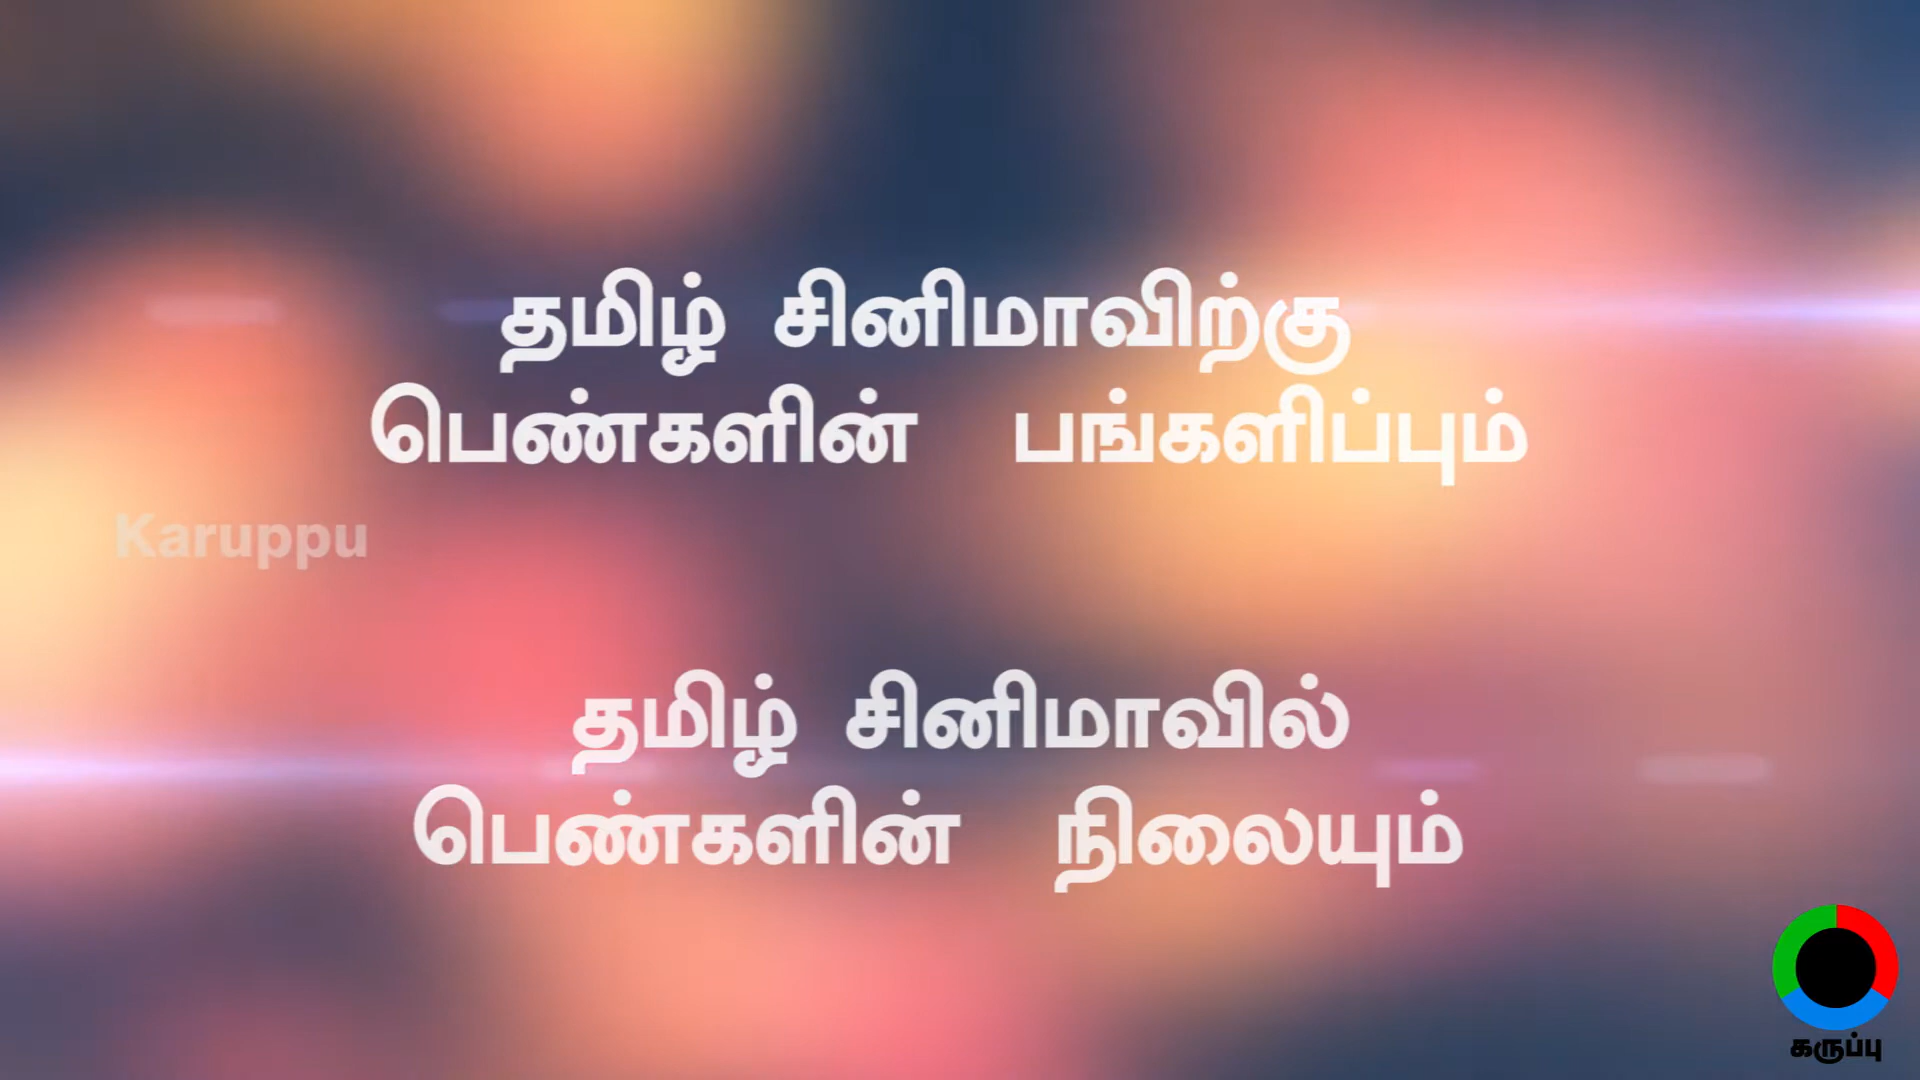 தமிழ் சினிமாவிற்கு
பெண்களின் பங்களிப்பும்
Karuppu
தமிழ் சினிமாவில்
பெண்களின் நிலையும்
கருப்பு